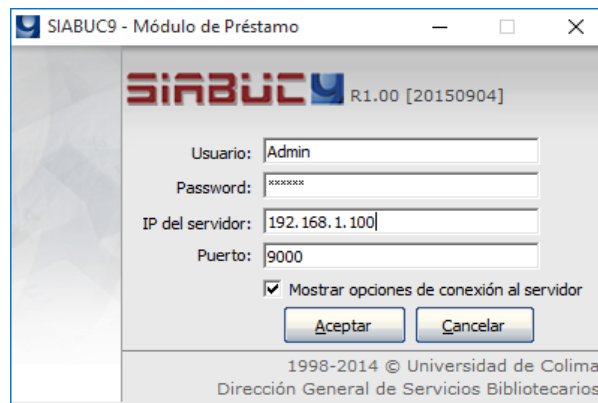 SIABUC9 - Módulo de Préstamo
SiABUC9 R1.00 [20150904]
Usuario: Admin
Password: ******
IP del servidor: 192.168.1.100
Puerto: 9000
Mostrar opciones de conexión al servidor
Aceptar Cancelar
1998-2014 © Universidad de Colima
Dirección General de Servicios Bibliotecarios